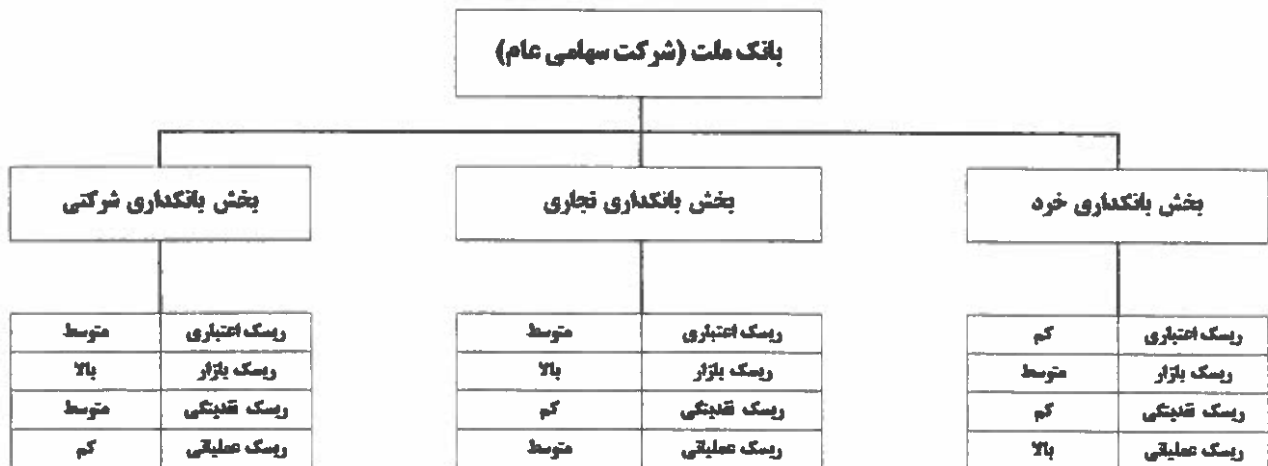 بانک ملت (شرکت سهامی عام)
بخش بانکداری خرد
ریسک اعتباری کم
ریسک بازار متوسط
ریسک نقدینگی کم
ریسک عملیاتی بالا
بخش بانکداری تجاری
ریسک اعتباری متوسط
ریسک بازار بالا
ریسک نقدینگی کم
ریسک عملیاتی متوسط
بخش بانکداری شرکتی
ریسک اعتباری متوسط
ریسک بازار بالا
ریسک نقدینگی متوسط
ریسک عملیاتی کم